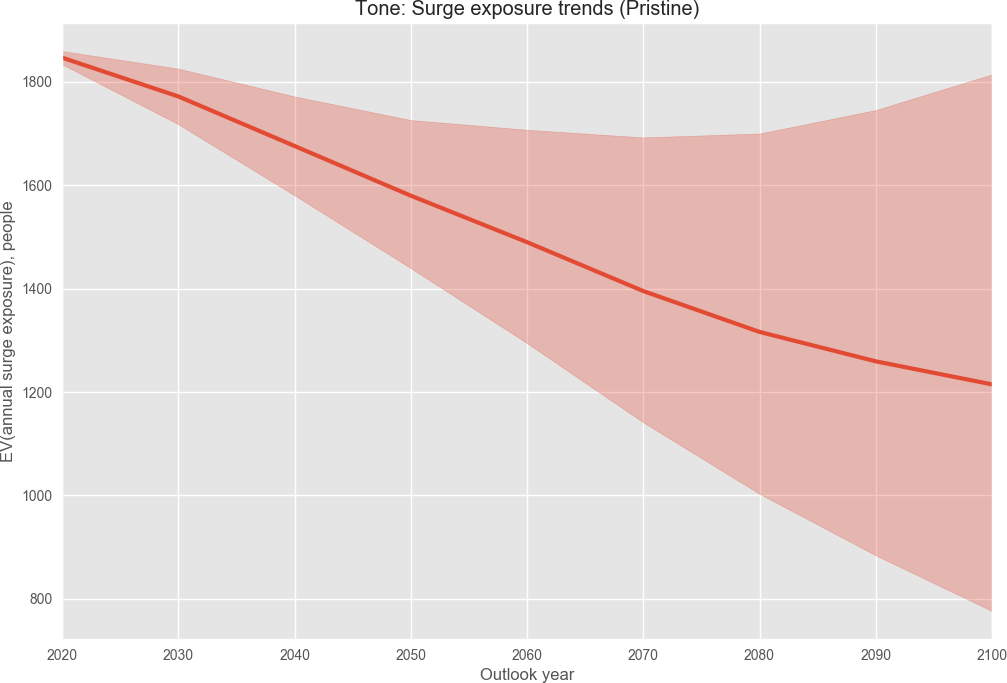 Tone: Surge exposure trends (Pristine)
EV(annual surge exposure), people
1800
1600
1400
1200
1000
800
2020 2030 2040 2050 2060 2070 2080 2090 2100
Outlook year